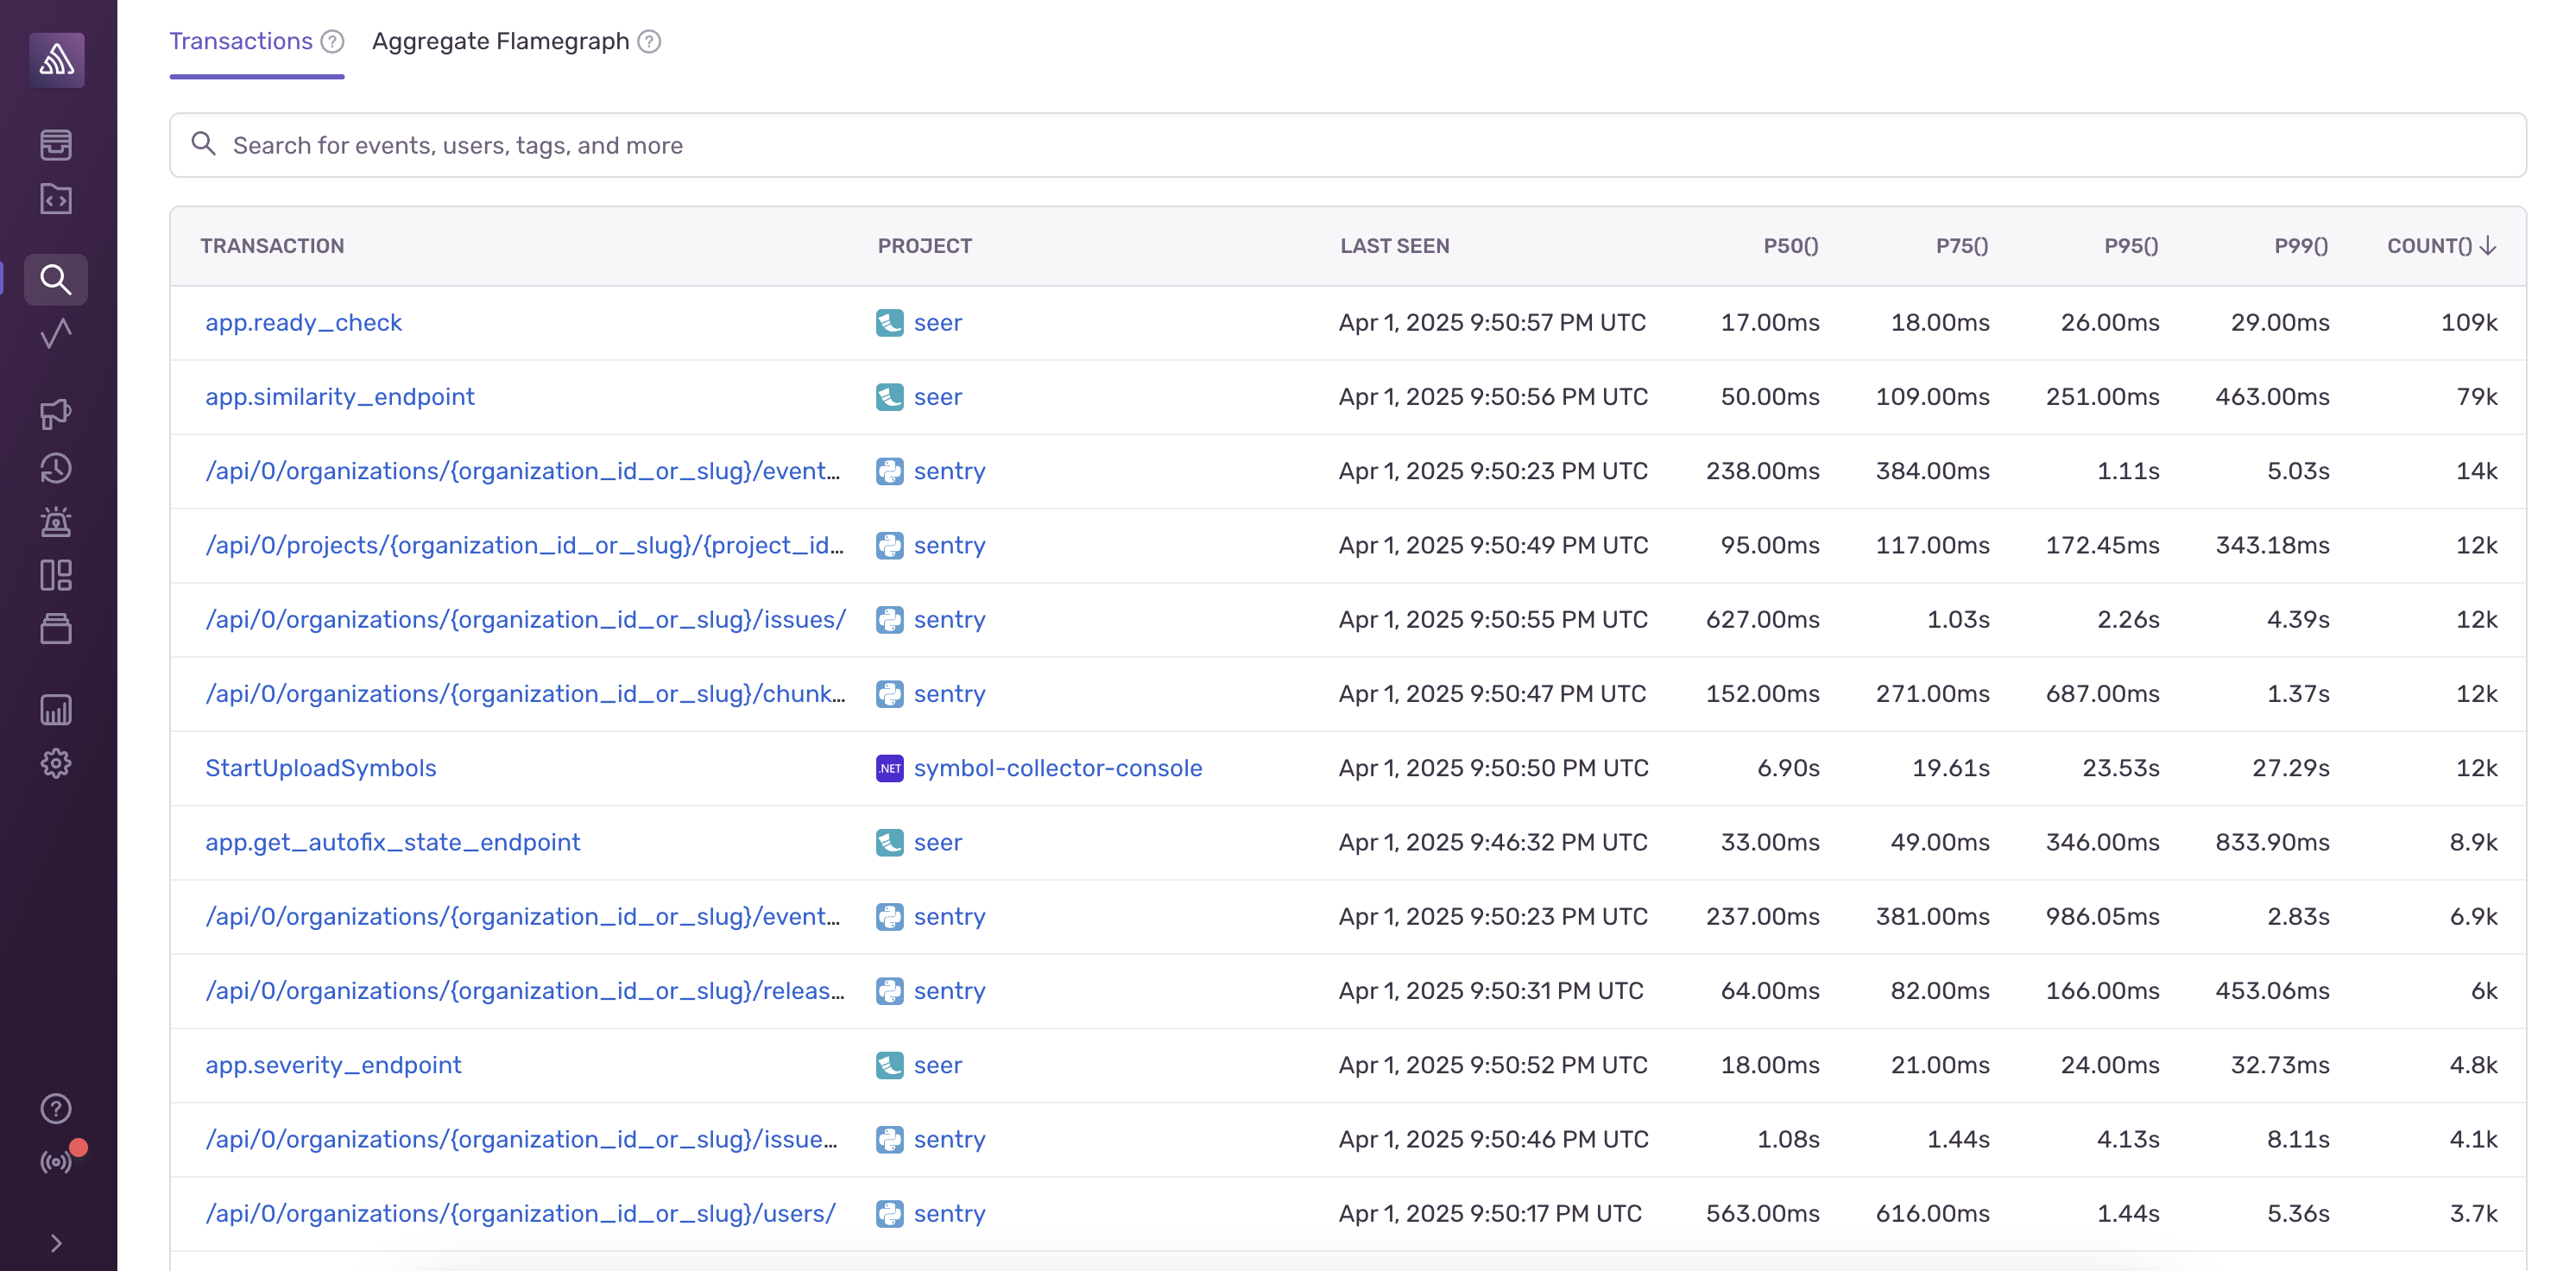 Transactions ? Aggregate Flamegraph ?
Search for events, users, tags, and more
TRANSACTION PROJECT LAST SEEN P50() P75() P95() P99() COUNT()
app.ready_check seer Apr 1, 2025 9:50:57 PM UTC 17.00ms 18.00ms 26.00ms 29.00ms 109k
app.similarity_endpoint seer Apr 1, 2025 9:50:56 PM UTC 50.00ms 109.00ms 251.00ms 463.00ms 79k
/api/0/organizations/{organization_id_or_slug}/event… sentry Apr 1, 2025 9:50:23 PM UTC 238.00ms 384.00ms 1.11s 5.03s 14k
/api/0/projects/{organization_id_or_slug}/{project_id… sentry Apr 1, 2025 9:50:49 PM UTC 95.00ms 117.00ms 172.45ms 343.18ms 12k
/api/0/organizations/{organization_id_or_slug}/issues/ sentry Apr 1, 2025 9:50:55 PM UTC 627.00ms 1.03s 2.26s 4.39s 12k
/api/0/organizations/{organization_id_or_slug}/chunk… sentry Apr 1, 2025 9:50:47 PM UTC 152.00ms 271.00ms 687.00ms 1.37s 12k
StartUploadSymbols .NET symbol-collector-console Apr 1, 2025 9:50:50 PM UTC 6.90s 19.61s 23.53s 27.29s 12k
app.get_autofix_state_endpoint seer Apr 1, 2025 9:46:32 PM UTC 33.00ms 49.00ms 346.00ms 833.90ms 8.9k
/api/0/organizations/{organization_id_or_slug}/event… sentry Apr 1, 2025 9:50:23 PM UTC 237.00ms 381.00ms 986.05ms 2.83s 6.9k
/api/0/organizations/{organization_id_or_slug}/releas… sentry Apr 1, 2025 9:50:31 PM UTC 64.00ms 82.00ms 166.00ms 453.06ms 6k
app.severity_endpoint seer Apr 1, 2025 9:50:52 PM UTC 18.00ms 21.00ms 24.00ms 32.73ms 4.8k
/api/0/organizations/{organization_id_or_slug}/issue… sentry Apr 1, 2025 9:50:46 PM UTC 1.08s 1.44s 4.13s 8.11s 4.1k
/api/0/organizations/{organization_id_or_slug}/users/ sentry Apr 1, 2025 9:50:17 PM UTC 563.00ms 616.00ms 1.44s 5.36s 3.7k